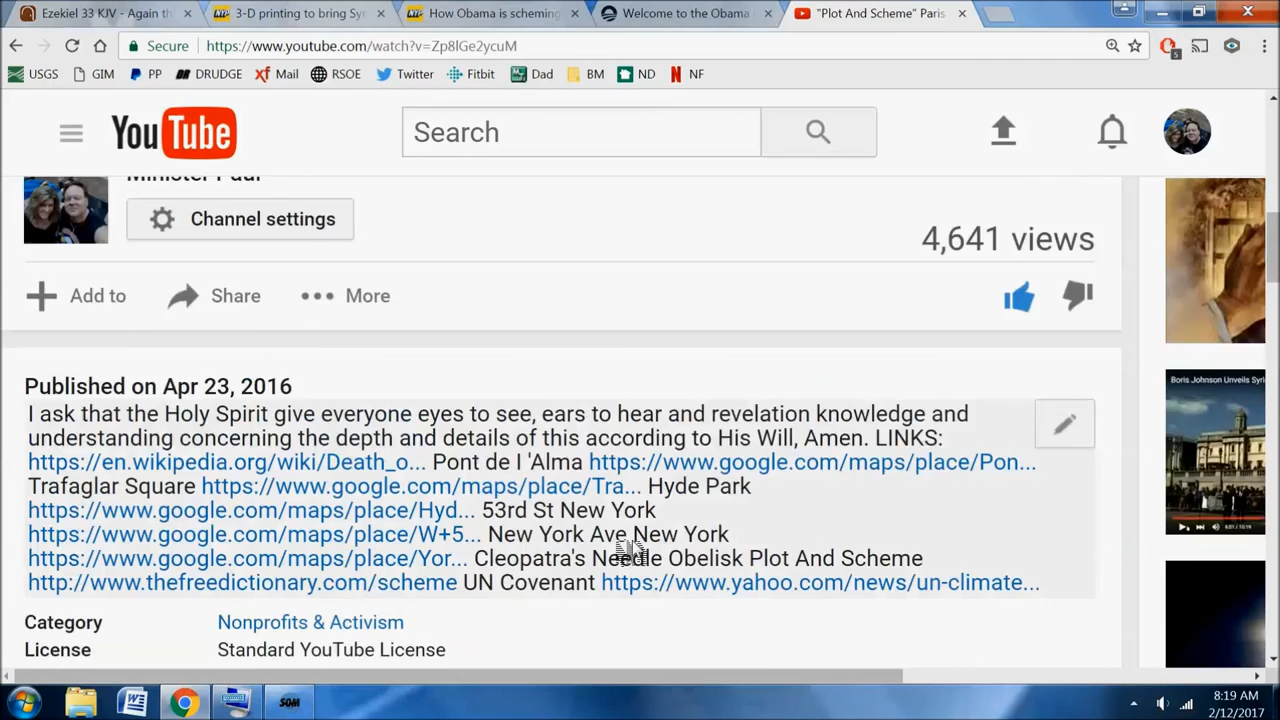 Ezekiel 33 KJV - Again th
3-D printing to bring Syr
How Obama is scheming
Welcome to the Obama
"Plot And Scheme" Paris
Secure https://www.youtube.com/watch?v=Zp8lGe2ycuM
5
USGS GIM PP DRUDGE Mail RSOE Twitter Fitbit Dad BM ND NF
YouTube
Search
Channel settings
4,641 views
Add to Share More
Published on Apr 23, 2016
I ask that the Holy Spirit give everyone eyes to see, ears to hear and revelation knowledge and
understanding concerning the depth and details of this according to His Will, Amen. LINKS:
https://en.wikipedia.org/wiki/Death_o... Pont de I 'Alma https://www.google.com/maps/place/Pon...
Trafaglar Square https://www.google.com/maps/place/Tra... Hyde Park
https://www.google.com/maps/place/Hyd... 53rd St New York
https://www.google.com/maps/place/W+5... New York Ave New York
https://www.google.com/maps/place/Yor... Cleopatra's Needle Obelisk Plot And Scheme
http://www.thefreedictionary.com/scheme UN Covenant https://www.yahoo.com/news/un-climate...
Category Nonprofits & Activism
License Standard YouTube License
Boris Johnson Unveils Syri
SOM
8:19 AM
2/12/2017